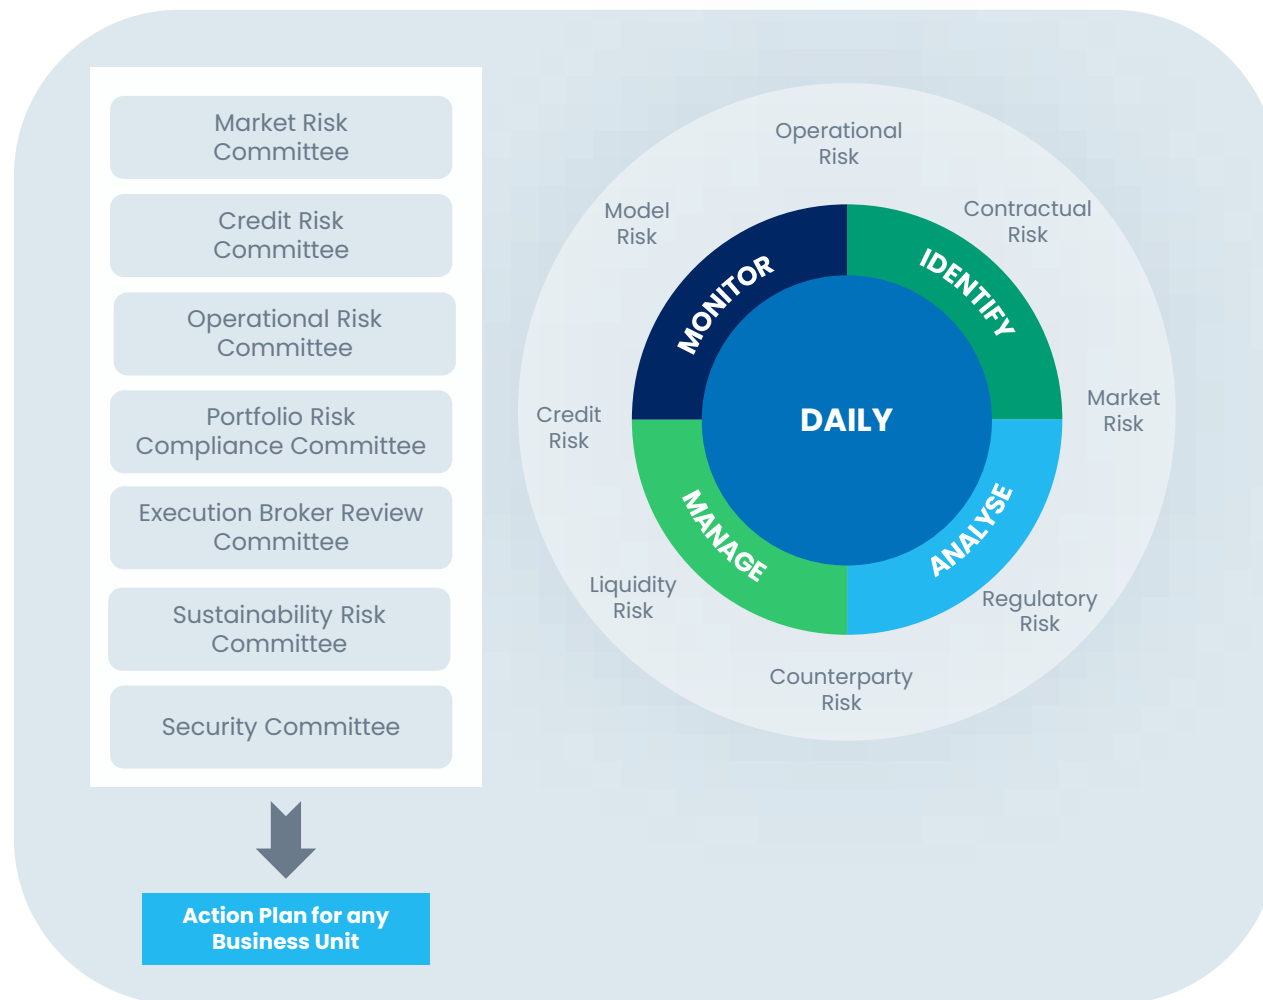 Market Risk
Committee
Credit Risk
Committee
Operational Risk
Committee
Portfolio Risk
Compliance Committee
Execution Broker Review
Committee
Sustainability Risk
Committee
Security Committee
Action Plan for any
Business Unit
Operational
Risk
Contractual
Risk
Market
Risk
Regulatory
Risk
Counterparty
Risk
Liquidity
Risk
Credit
Risk
Model
Risk
MONITOR
IDENTIFY
ANALYSE
MANAGE
DAILY